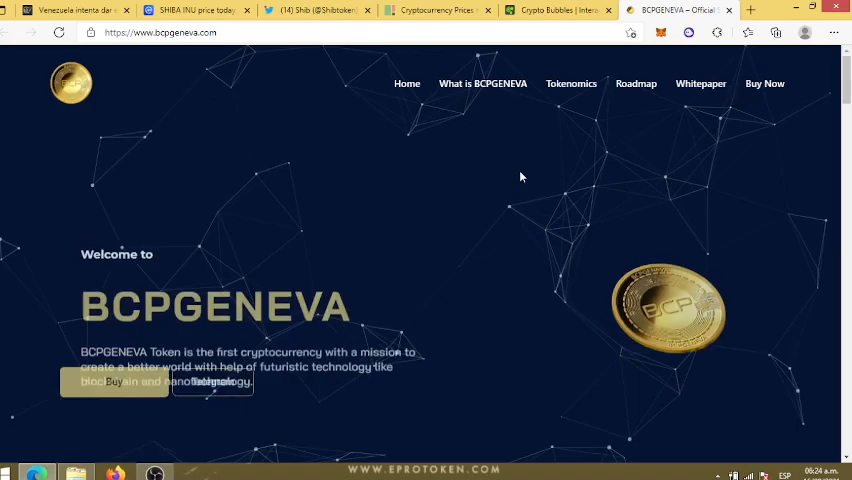 Venezuela intenta dar
SHIBA INU price today
(14) Shib (@Shibtoken)
Cryptocurrency Prices
Crypto Bubbles | Intera
BCPGENEVA – Official
https://www.bcpgeneva.com
Home
What is BCPGENEVA
Tokenomics
Roadmap
Whitepaper
Buy Now
Welcome to
BCPGENEVA
BCPGENEVA Token is the first cryptocurrency with a mission to
create a better world with help of futuristic technology like
blockchain and nanotechnology.
Buy
BCP
WWW.EPROTOKEN.COM
ESP
06:24 a.m.